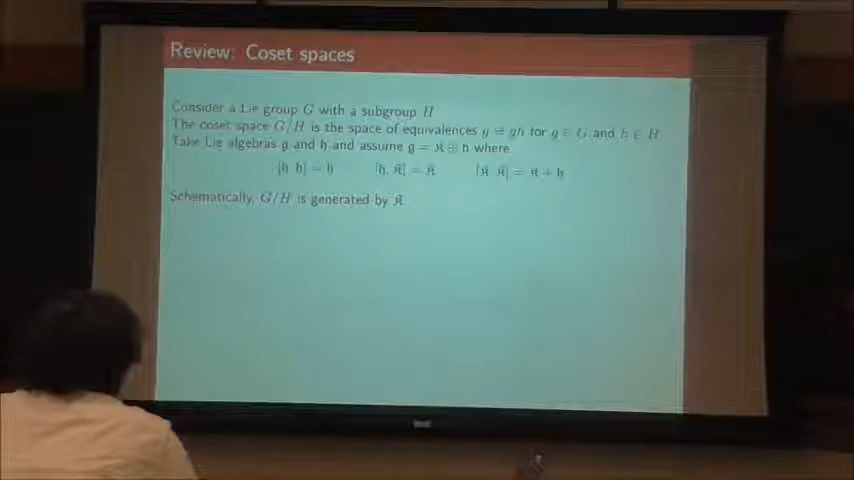 Review: Coset spaces
Consider a Lie group G with a subgroup H
The coset space G/H is the space of equivalences g ≡ gh for g ∈ G and h ∈ H
Take Lie algebras 𝔤 and 𝔥 and assume 𝔤 = 𝔎 ⊕ 𝔥 where
[𝔥, 𝔥] = 𝔥 [𝔥, 𝔎] = 𝔎 [𝔎, 𝔎] = 𝔎 + 𝔥
Schematically, G/H is generated by 𝔎